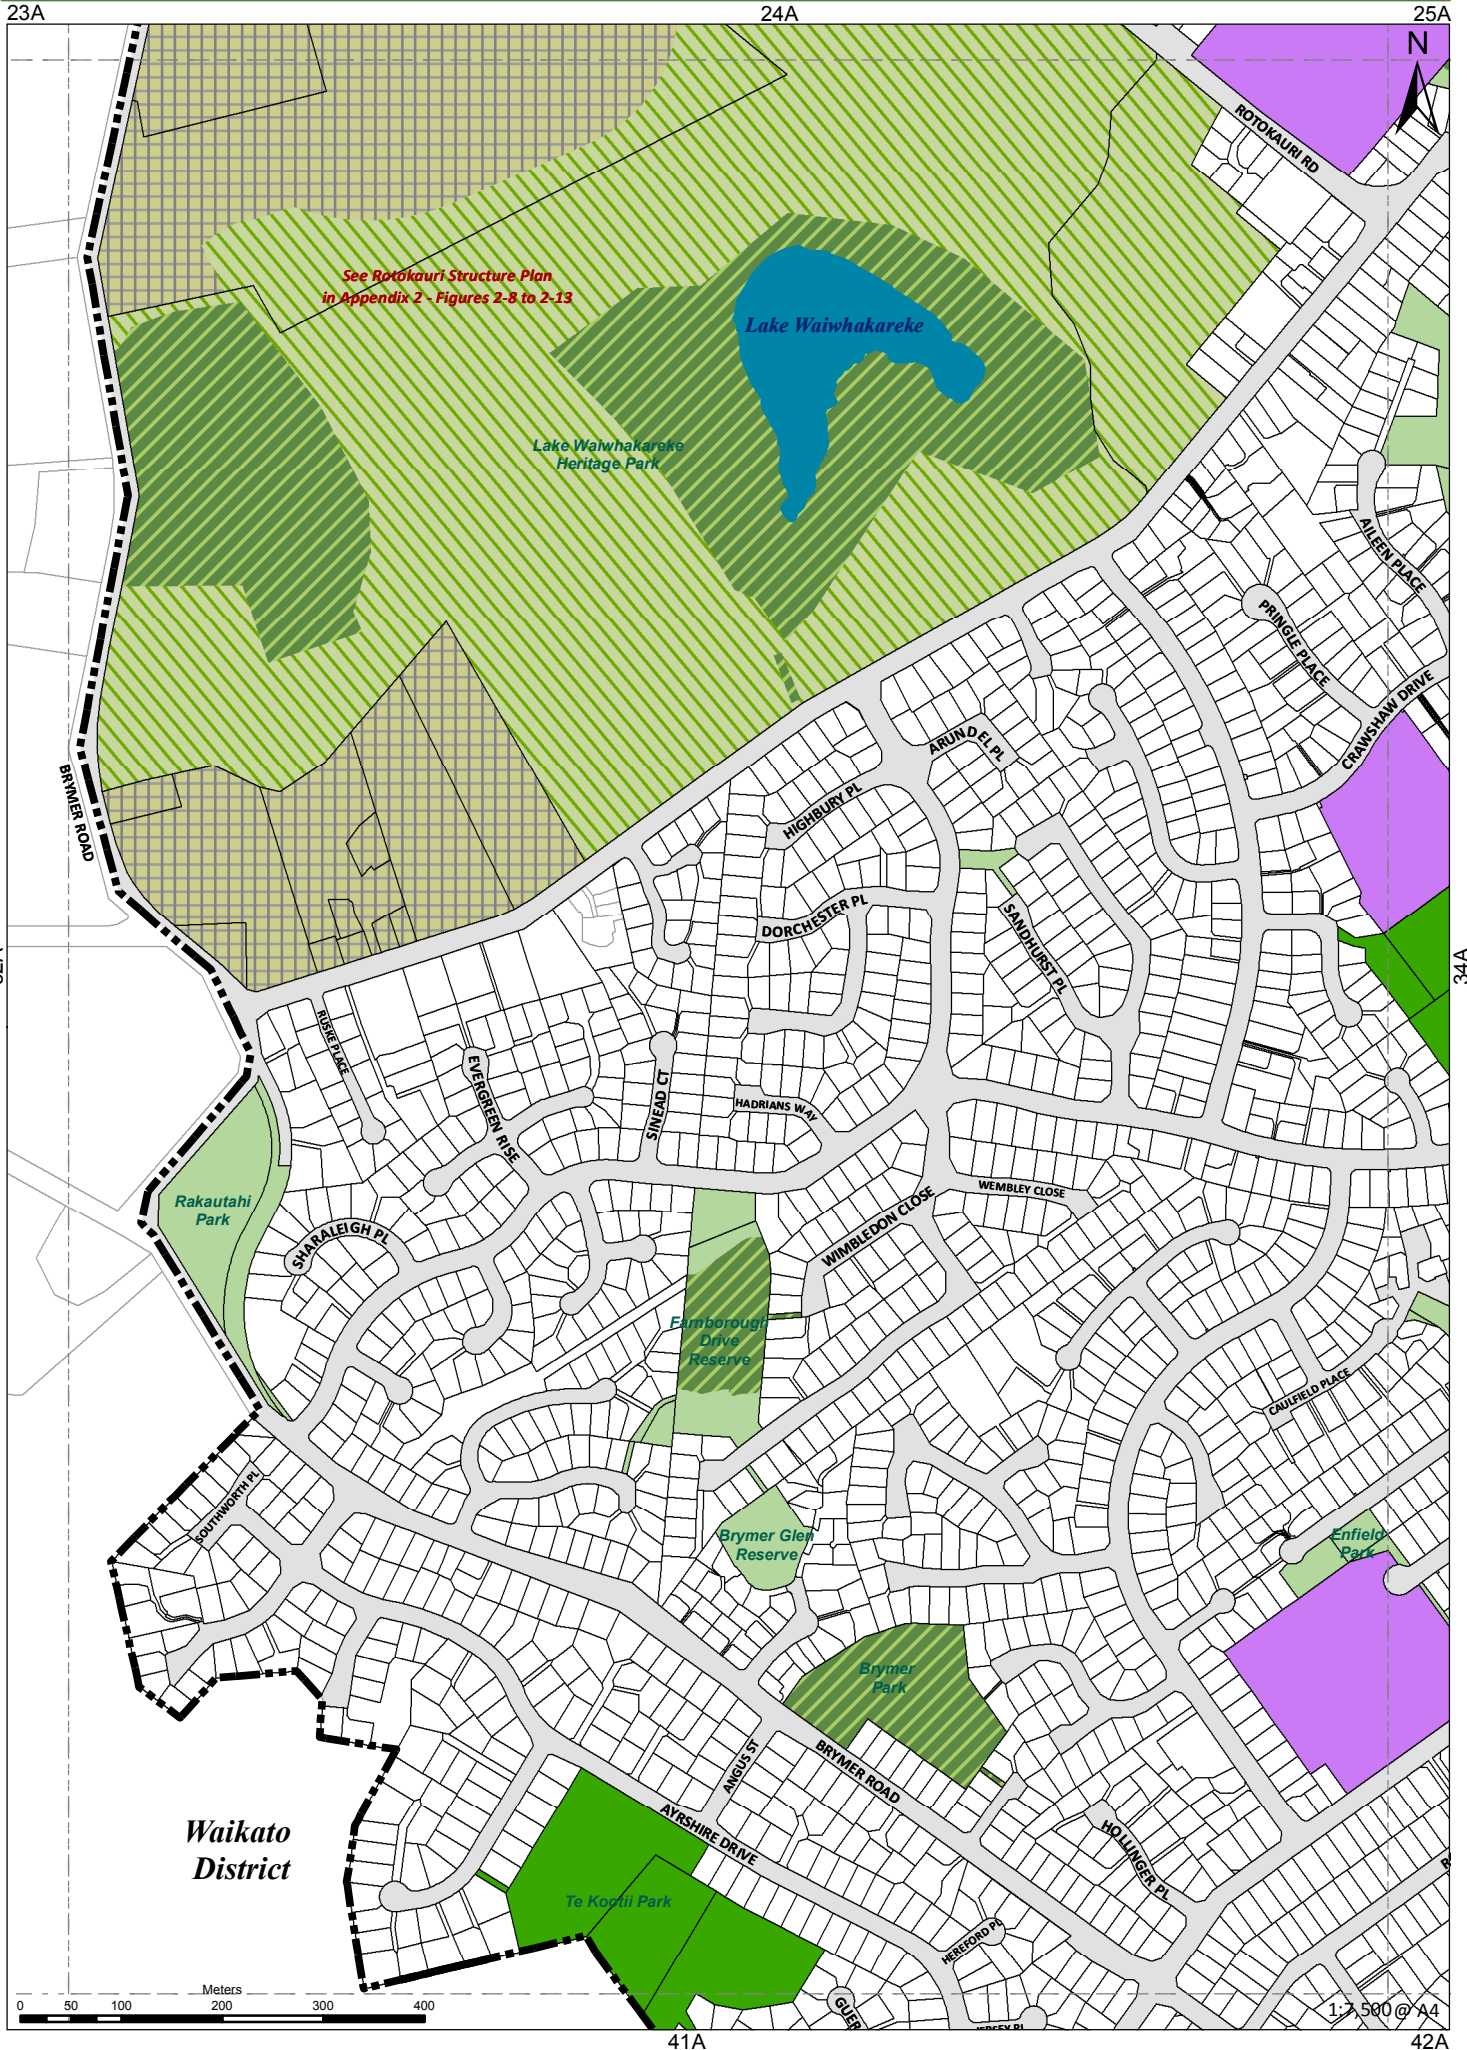 23A
24A
25A
N
ROTOKAURI RD
See Rotokauri Structure Plan
in Appendix 2 - Figures 2-8 to 2-13
Lake Waiwhakareke
Lake Waiwhakareke
Heritage Park
AILEEN PLACE
PRINGLE PLACE
CRAWSHAW DRIVE
BRYMER ROAD
ARUNDEL PL
HIGHBURY PL
DORCHESTER PL
SANDHURST PL
34A
RUSKE PLACE
EVERGREEN RISE
SINEAD CT
HADRIANS WAY
WEMBLEY CLOSE
WIMBLEDON CLOSE
Rakautahi
Park
SHARALEIGH PL
Farnborough
Drive
Reserve
CAULFIELD PLACE
SOUTHWORTH PL
Brymer Glen
Reserve
Enfield
Park
Brymer
Park
ANGUS ST
BRYMER ROAD
AYRSHIRE DRIVE
HOLLINGER PL
Waikato
District
Te Kootii Park
HEREFORD PL
GUER
JERSEY PL
Meters
0 50 100 200 300 400
1:7,500 @ A4
41A
42A